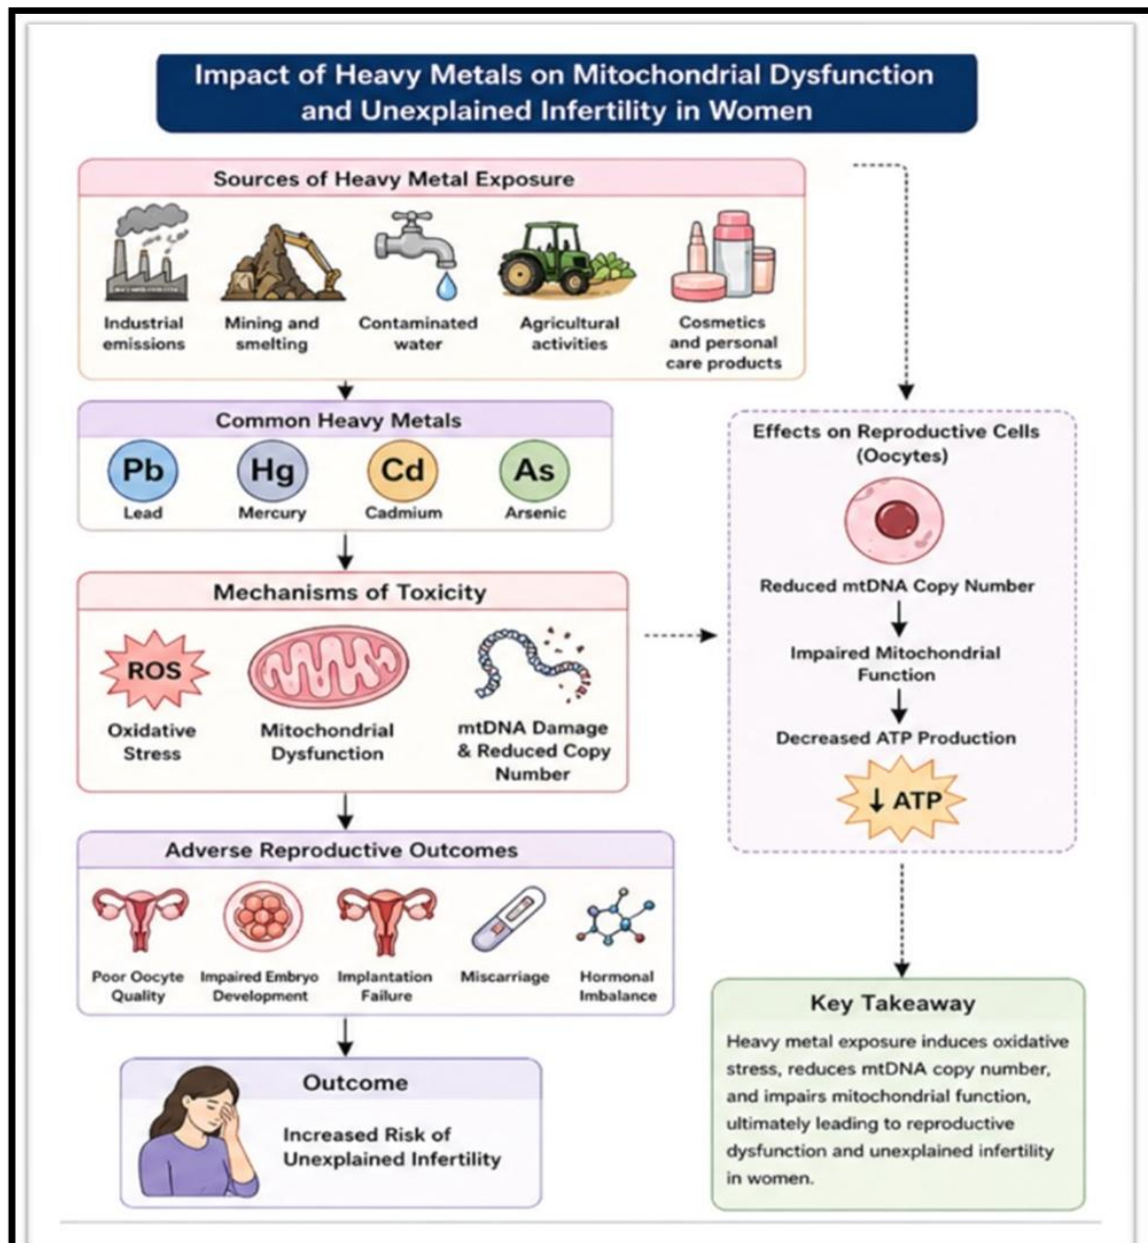 Impact of Heavy Metals on Mitochondrial Dysfunction
and Unexplained Infertility in Women
Sources of Heavy Metal Exposure
Industrial
emissions
Mining and
smelting
Contaminated
water
Agricultural
activities
Cosmetics
and personal
care products
Common Heavy Metals
Pb
Lead
Hg
Mercury
Cd
Cadmium
As
Arsenic
Mechanisms of Toxicity
ROS
Oxidative
Stress
Mitochondrial
Dysfunction
mtDNA Damage
& Reduced Copy
Number
Effects on Reproductive Cells
(Oocytes)
Reduced mtDNA Copy Number
Impaired Mitochondrial
Function
Decreased ATP Production
↓ ATP
Adverse Reproductive Outcomes
Poor Oocyte
Quality
Impaired Embryo
Development
Implantation
Failure
Miscarriage
Hormonal
Imbalance
Outcome
Increased Risk of
Unexplained Infertility
Key Takeaway
Heavy metal exposure induces oxidative
stress, reduces mtDNA copy number,
and impairs mitochondrial function,
ultimately leading to reproductive
dysfunction and unexplained infertility
in women.